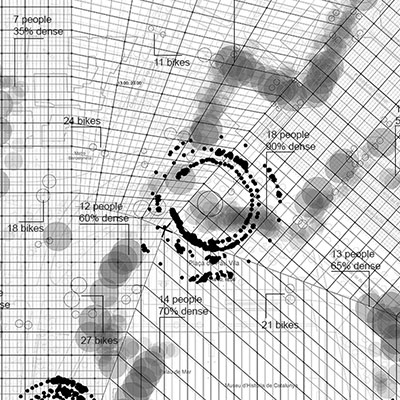 7 people
35% dense
11 bikes
24 bikes
18 people
90% dense
12 people
60% dense
18 bikes
13 people
65% dense
14 people
70% dense
21 bikes
27 bikes
Museu d'Història de Catalunya